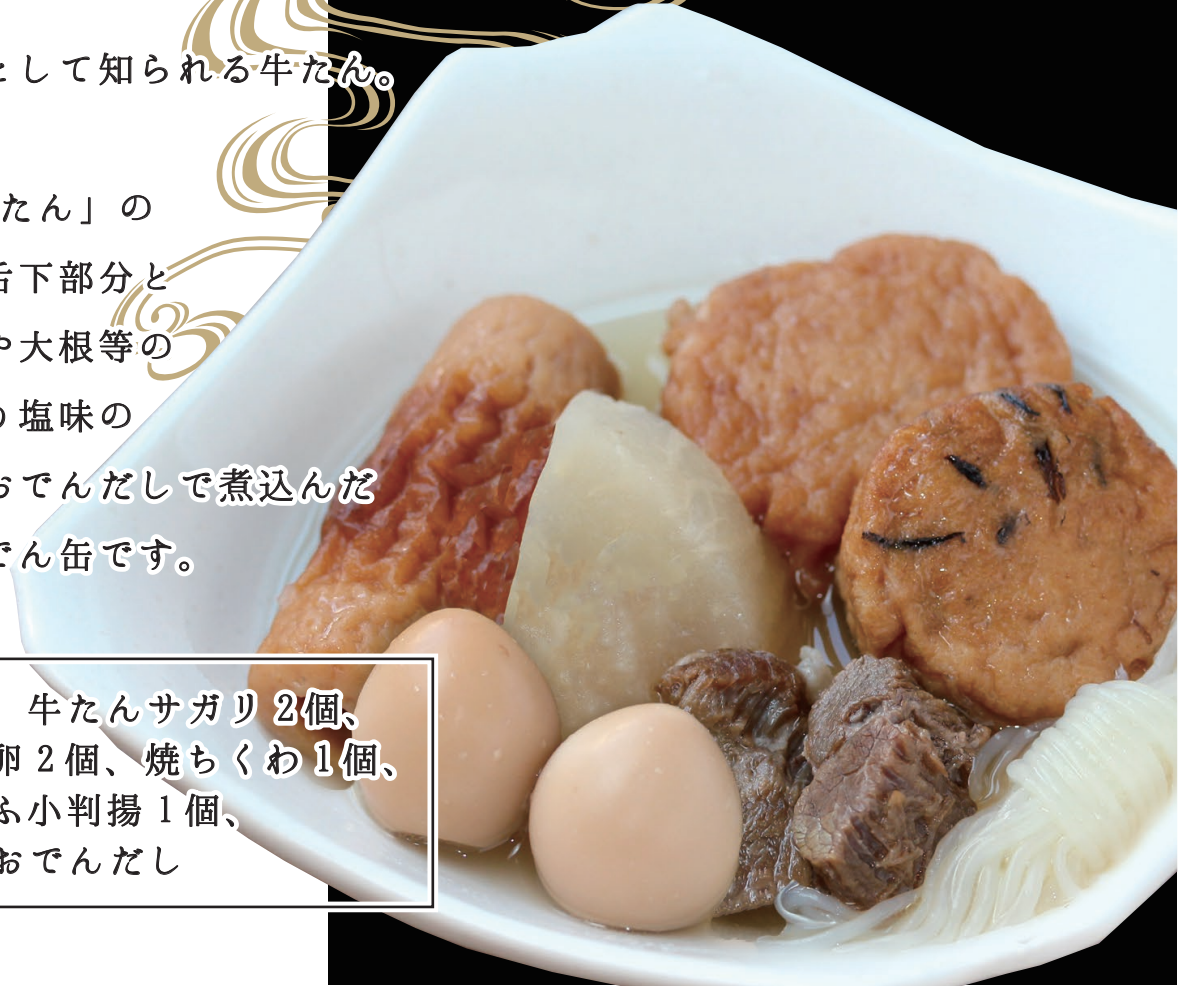 として知られる牛たん。
たん」の
舌下部分と
や大根等の
塩味の
おでんだしで煮込んだ
でん缶です。
牛たんサガリ 2個、
卵 2個、焼ちくわ 1個、
ふ小判揚 1個、
おでんだし